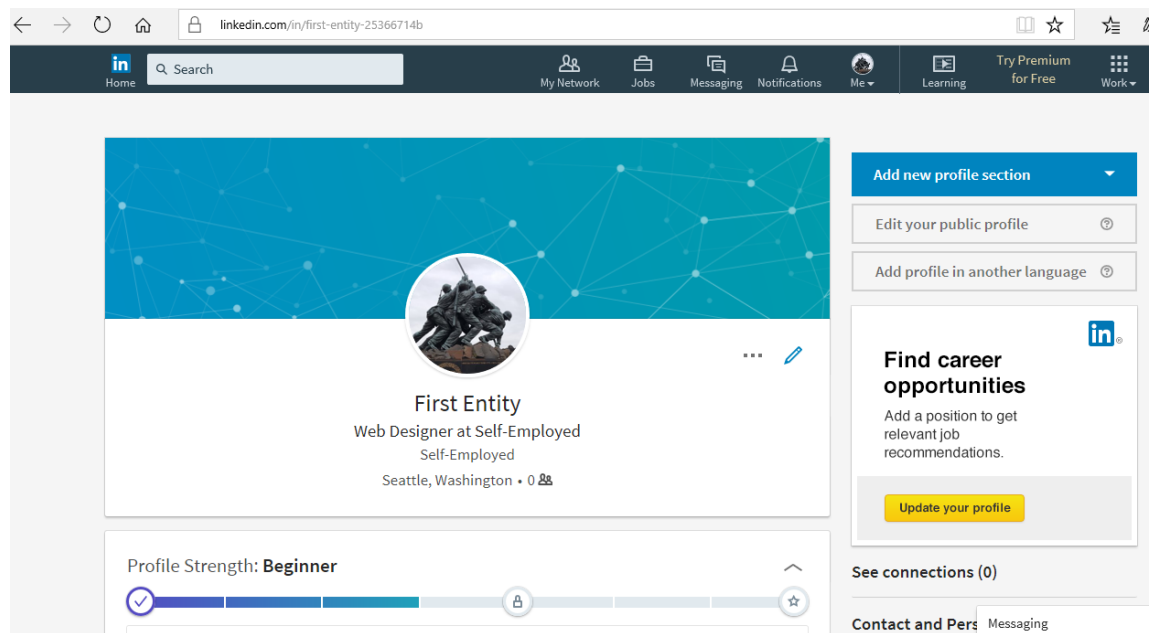 linkedin.com/in/first-entity-25366714b
in
Home
Search
My Network
Jobs
Messaging
Notifications
Me
Learning
Try Premium
for Free
Work
Add new profile section
Edit your public profile
Add profile in another language
First Entity
Web Designer at Self-Employed
Self-Employed
Seattle, Washington • 0
in
Find career
opportunities
Add a position to get
relevant job
recommendations.
Update your profile
Profile Strength: Beginner
See connections (0)
Contact and Pers
Messaging